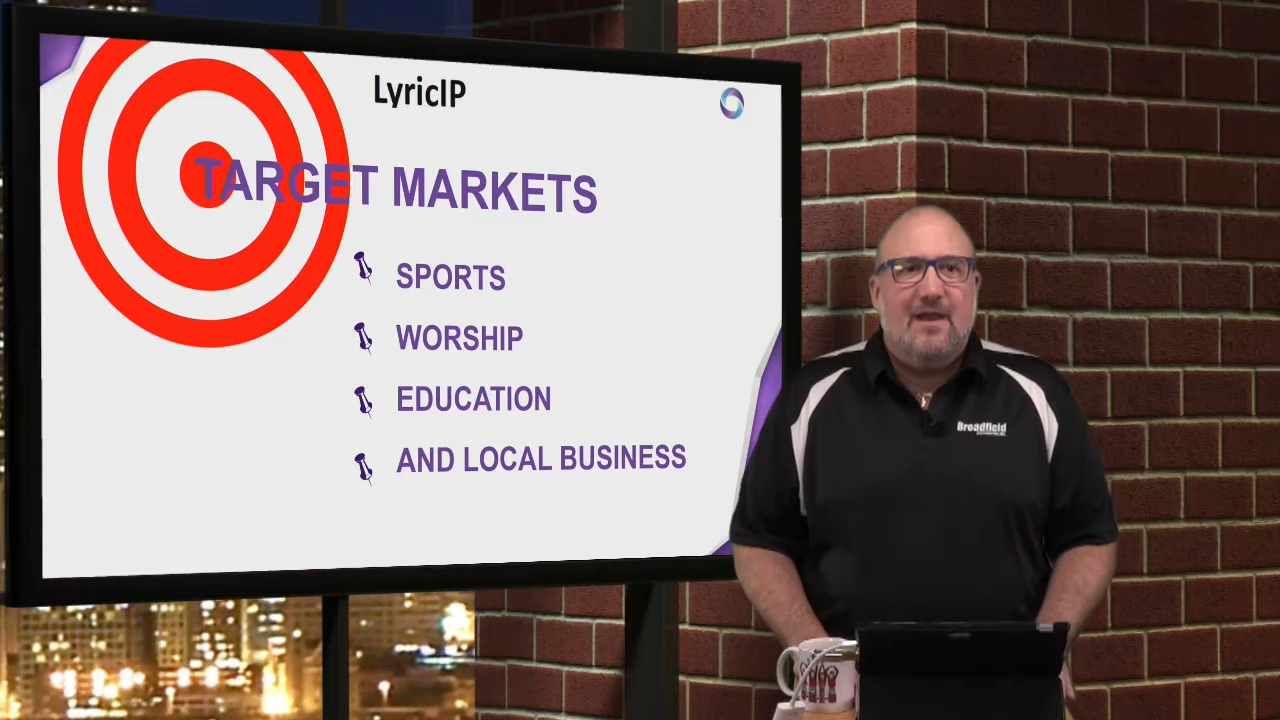 LyricIP
TARGET MARKETS
SPORTS
WORSHIP
EDUCATION
AND LOCAL BUSINESS
Broadfield